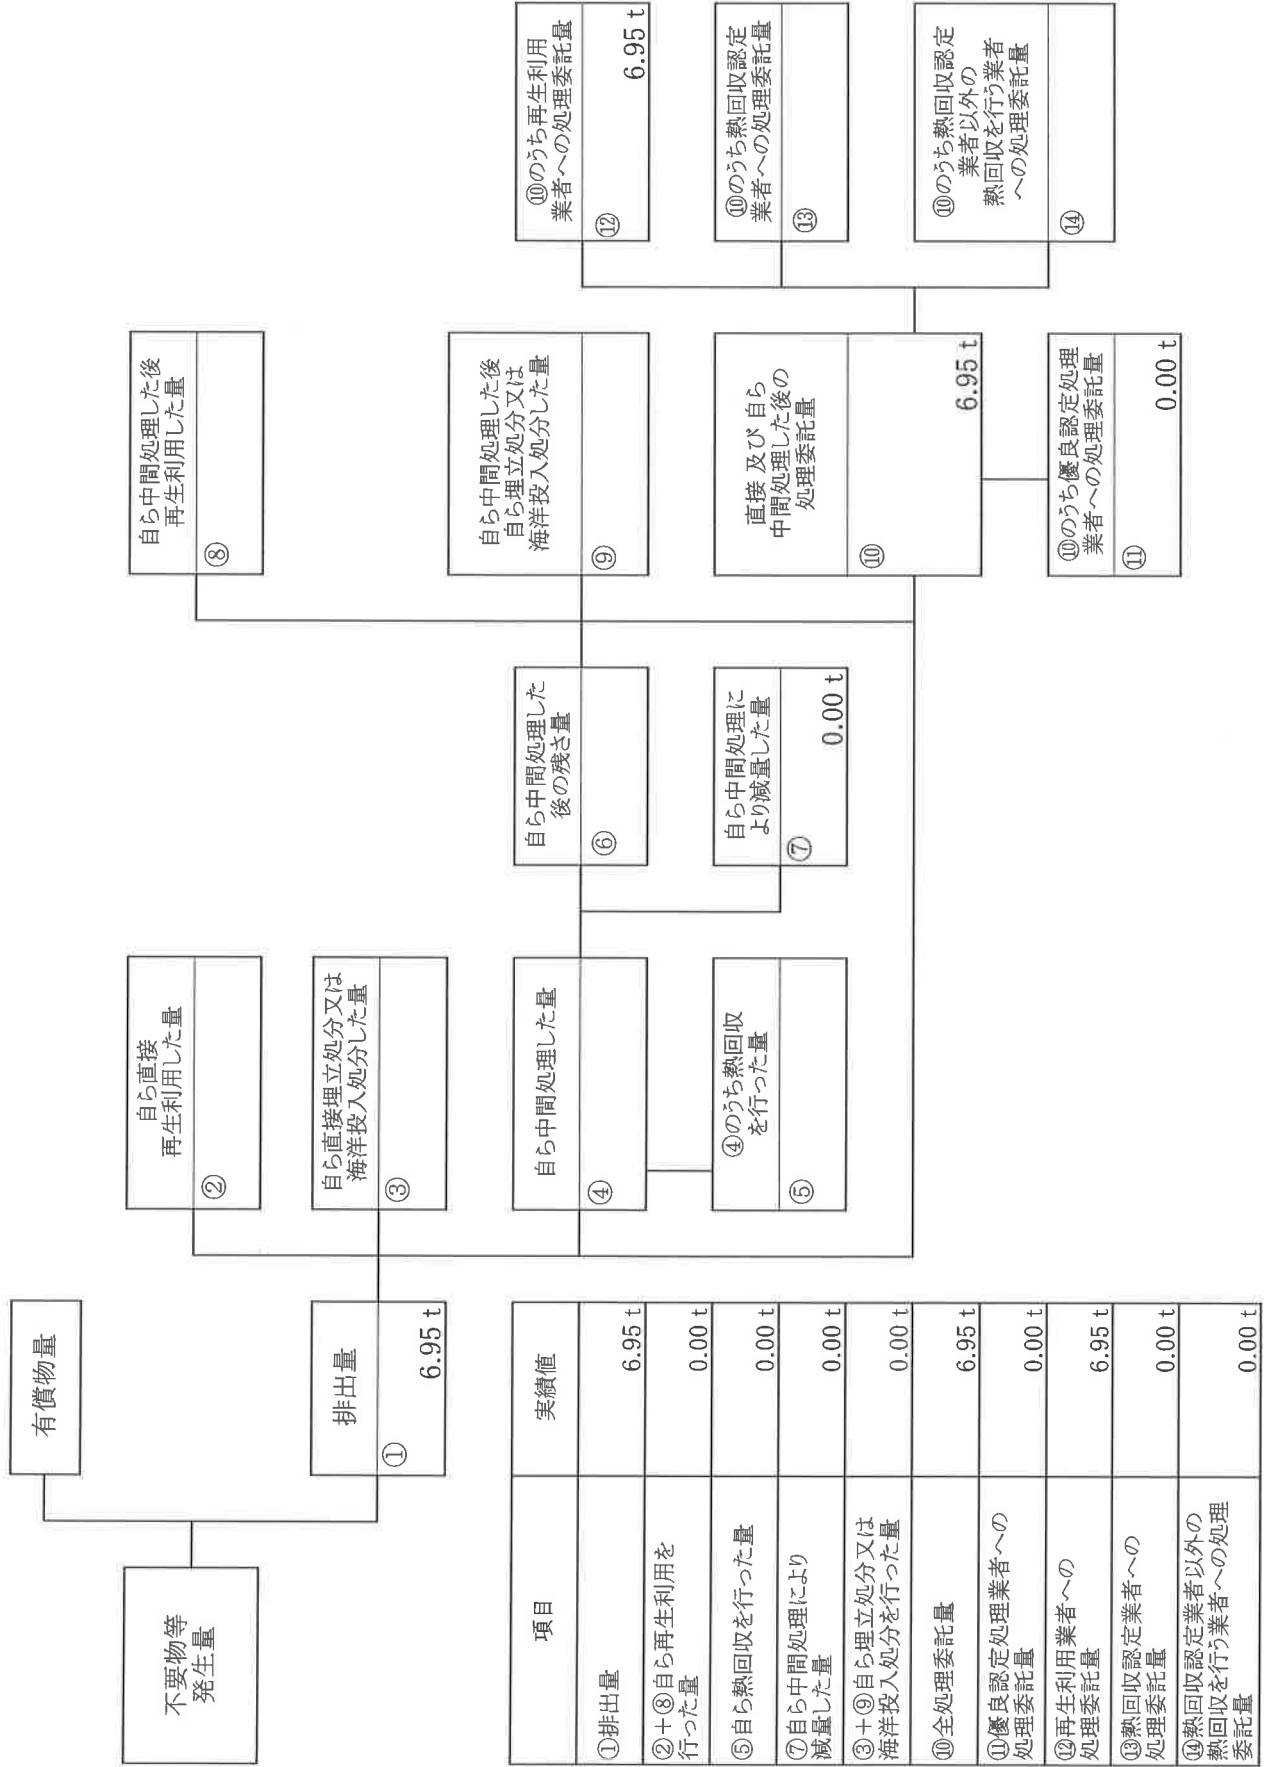 不要物等
発生量
有償物量
排出量
①
6.95 t
自ら直接
再生利用した量
②
自ら直接埋立処分又は
海洋投入処分した量
③
自ら中間処理した量
④
④のうち熱回収
を行った量
⑤
自ら中間処理した
後の残さ量
⑥
自ら中間処理に
より減量した量
⑦
0.00 t
自ら中間処理した後
再生利用した量
⑧
自ら中間処理した後
自ら埋立処分又は
海洋投入処分した量
⑨
直接 及び 自ら
中間処理した後の
処理委託量
⑩
6.95 t
⑩のうち優良認定処理
業者への処理委託量
⑪
0.00 t
⑩のうち再生利用
業者への処理委託量
⑫
6.95 t
⑩のうち熱回収認定
業者への処理委託量
⑬
⑩のうち熱回収認定
業者以外の
熱回収を行う業者
への処理委託量
⑭
項目
実績値
①排出量
6.95 t
②+⑧自ら再生利用を
行った量
0.00 t
⑤自ら熱回収を行った量
0.00 t
⑦自ら中間処理により
減量した量
0.00 t
③+⑨自ら埋立処分又は
海洋投入処分を行った量
0.00 t
⑩全処理委託量
6.95 t
⑪優良認定処理業者への
処理委託量
0.00 t
⑫再生利用業者への
処理委託量
6.95 t
⑬熱回収認定業者への
処理委託量
0.00 t
⑭熱回収認定業者以外の
熱回収を行う業者への処理
委託量
0.00 t